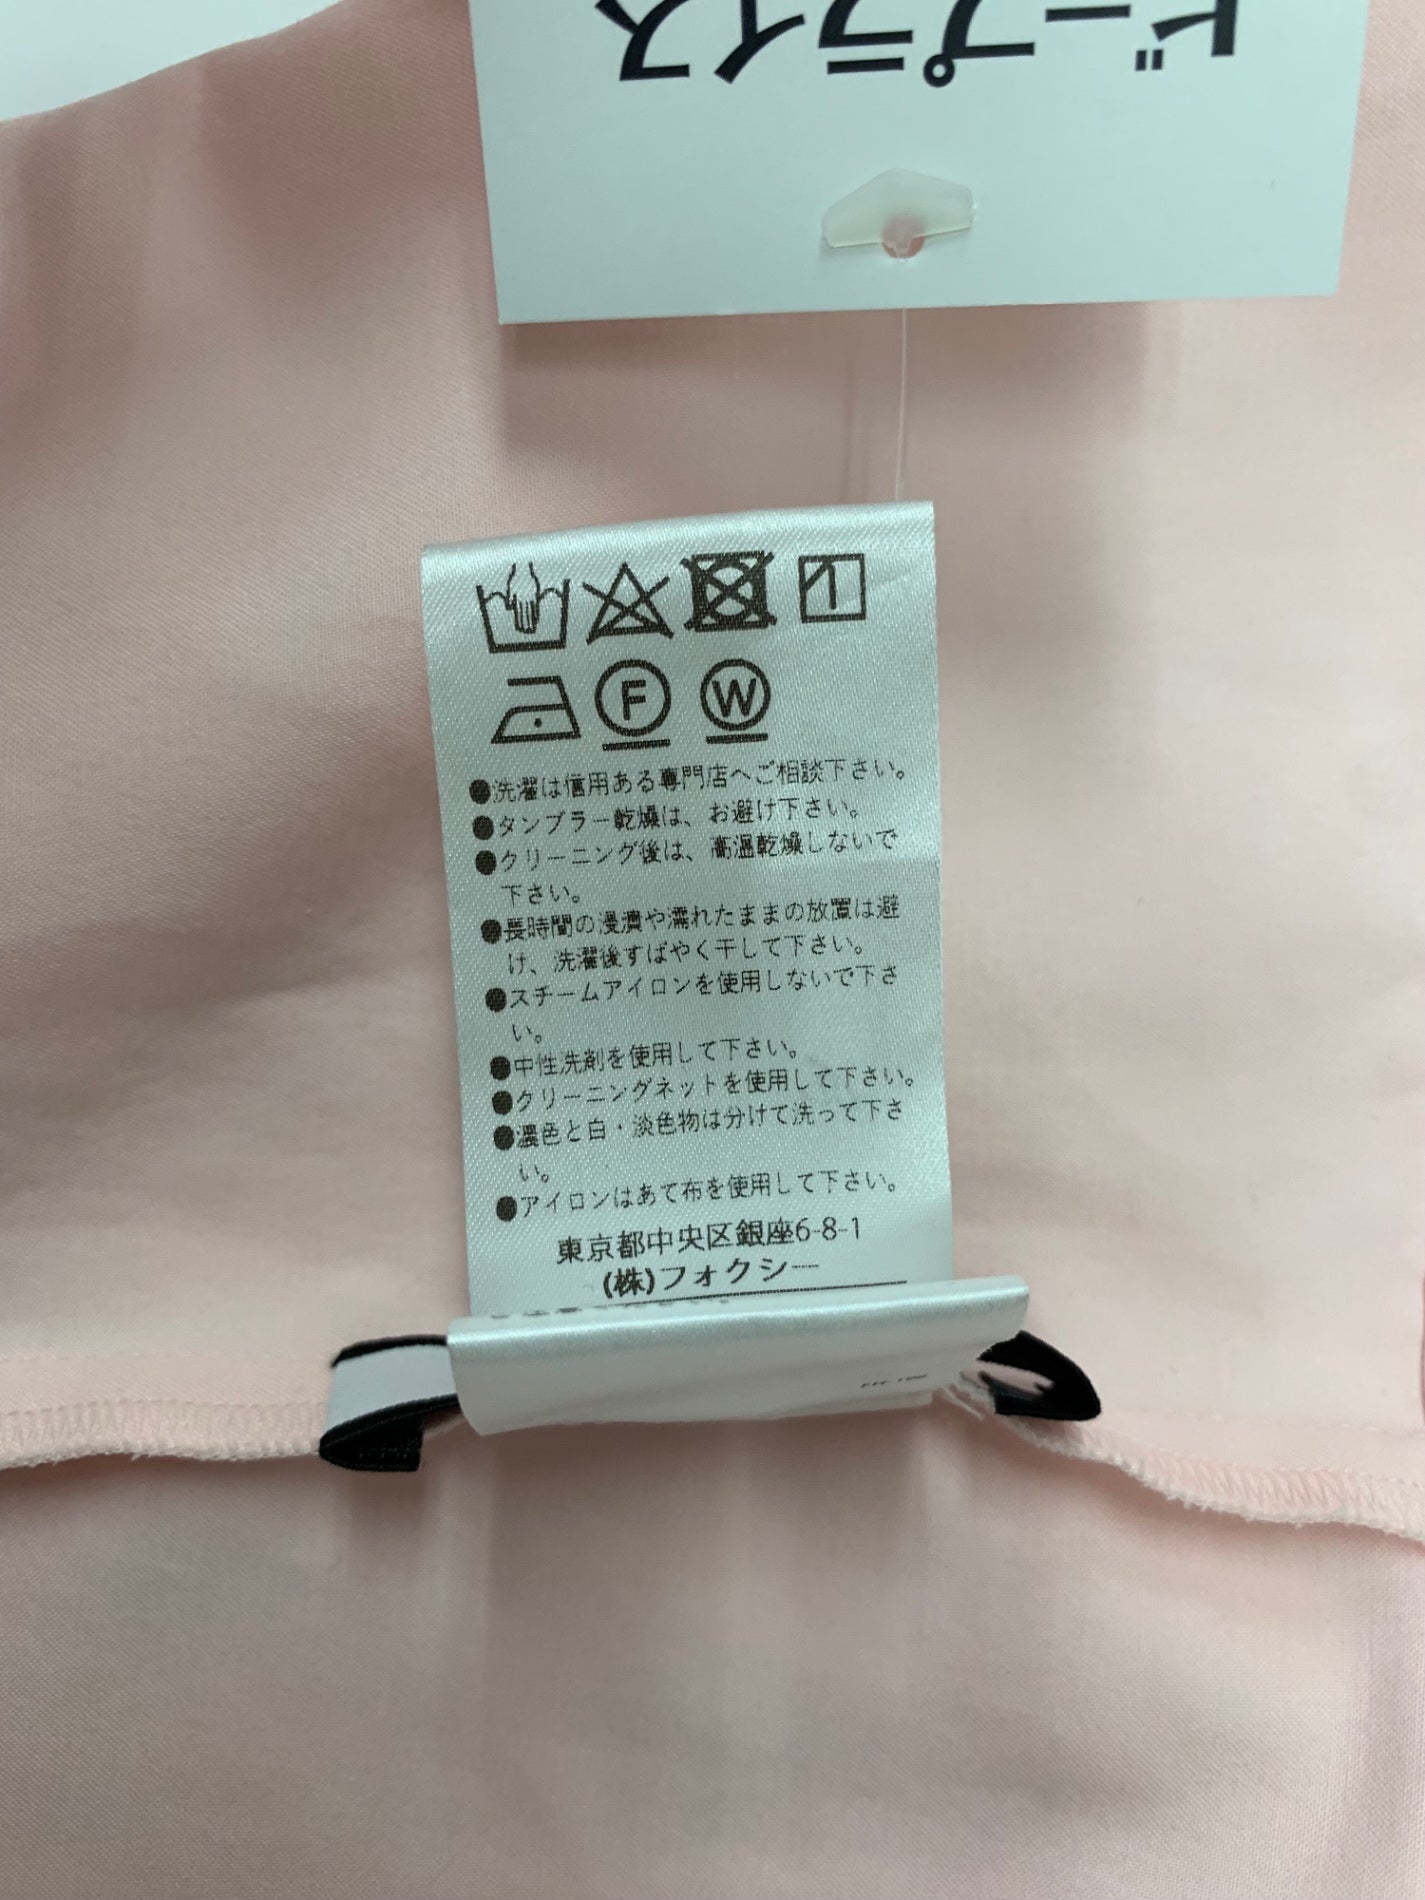 ビープライス
F W
●洗濯は信用ある専門店へご相談下さい。
●タンブラー乾燥は、お避け下さい。
●クリーニング後は、高温乾燥しないで
下さい。
●長時間の浸漬や濡れたままの放置は避
け、洗濯後すばやく干して下さい。
●スチームアイロンを使用しないで下さ
い。
●中性洗剤を使用して下さい。
●クリーニングネットを使用して下さい。
●濃色と白・淡色物は分けて洗って下さ
い。
●アイロンはあて布を使用して下さい。
東京都中央区銀座6-8-1
(株)フォクシー